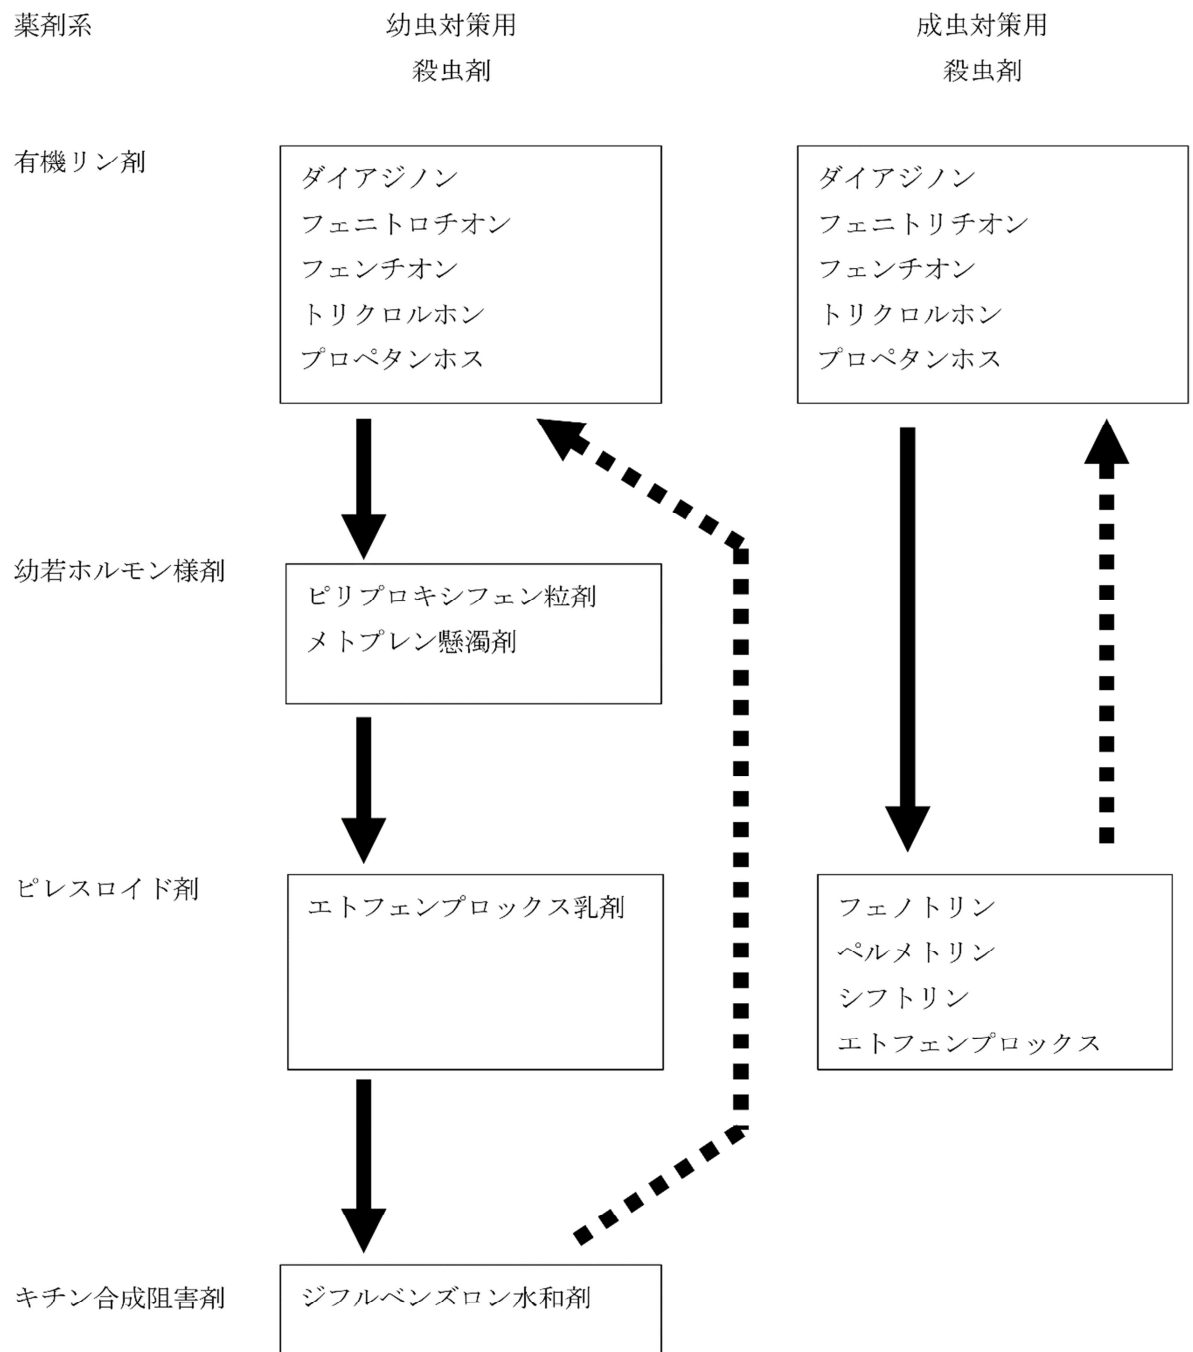 薬剤系
幼虫対策用
殺虫剤
成虫対策用
殺虫剤
有機リン剤
ダイアジノン
フェニトロチオン
フェンチオン
トリクロルホン
プロペタンホス
ダイアジノン
フェニトリチオン
フェンチオン
トリクロルホン
プロペタンホス
幼若ホルモン様剤
ピリプロキシフェン粒剤
メトプレン懸濁剤
ピレスロイド剤
エトフェンプロックス乳剤
フェノトリン
ペルメトリン
シフトリン
エトフェンプロックス
キチン合成阻害剤
ジフルベンズロン水和剤